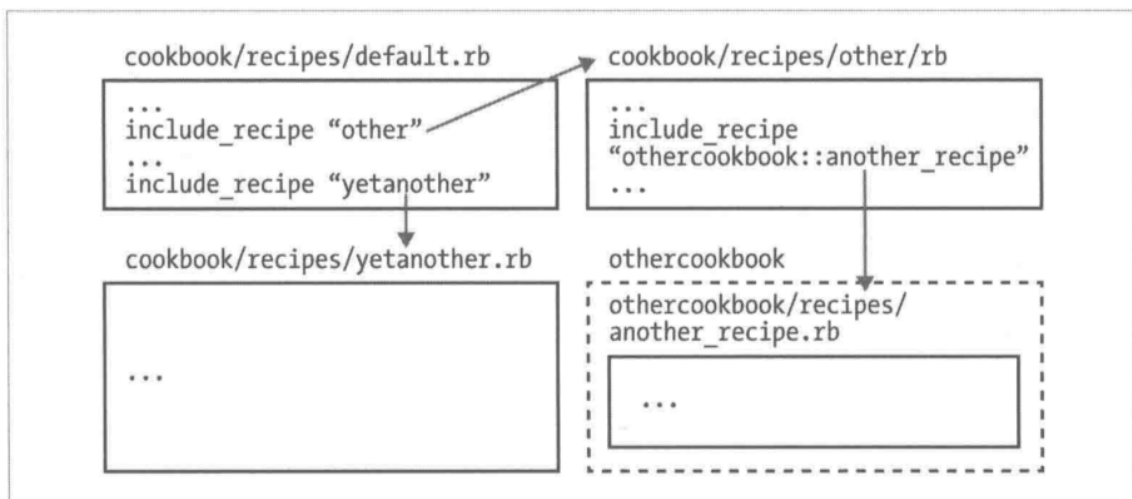 cookbook/recipes/default.rb
...
include_recipe “other”
...
include_recipe “yetanother”
cookbook/recipes/other/rb
...
include_recipe
“othercookbook::another_recipe”
...
cookbook/recipes/yetanother.rb
...
othercookbook
othercookbook/recipes/
another_recipe.rb
...